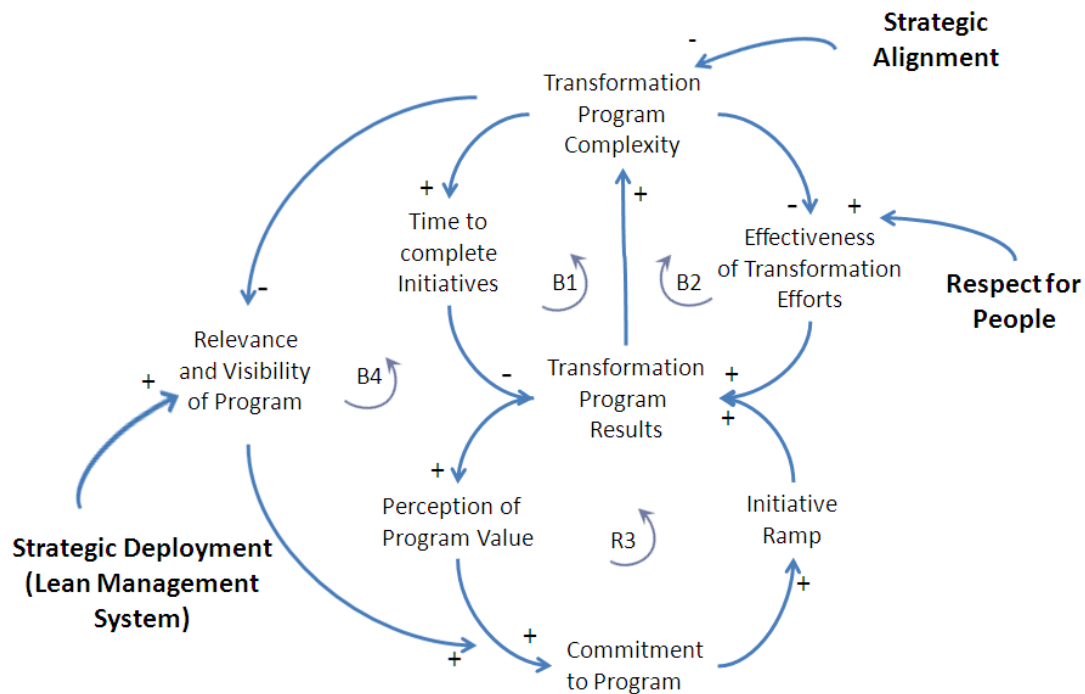 Strategic
Alignment
-
Transformation
Program
Complexity
+
+
-
+
Time to
complete
Initiatives
Effectiveness
of Transformation
Efforts
B1
B2
Respect for
People
-
Relevance
and Visibility
of Program
+
B4
-
Transformation
Program
Results
+
+
+
Perception of
Program Value
Initiative
Ramp
R3
Strategic Deployment
(Lean Management
System)
+
+
+
Commitment
to Program